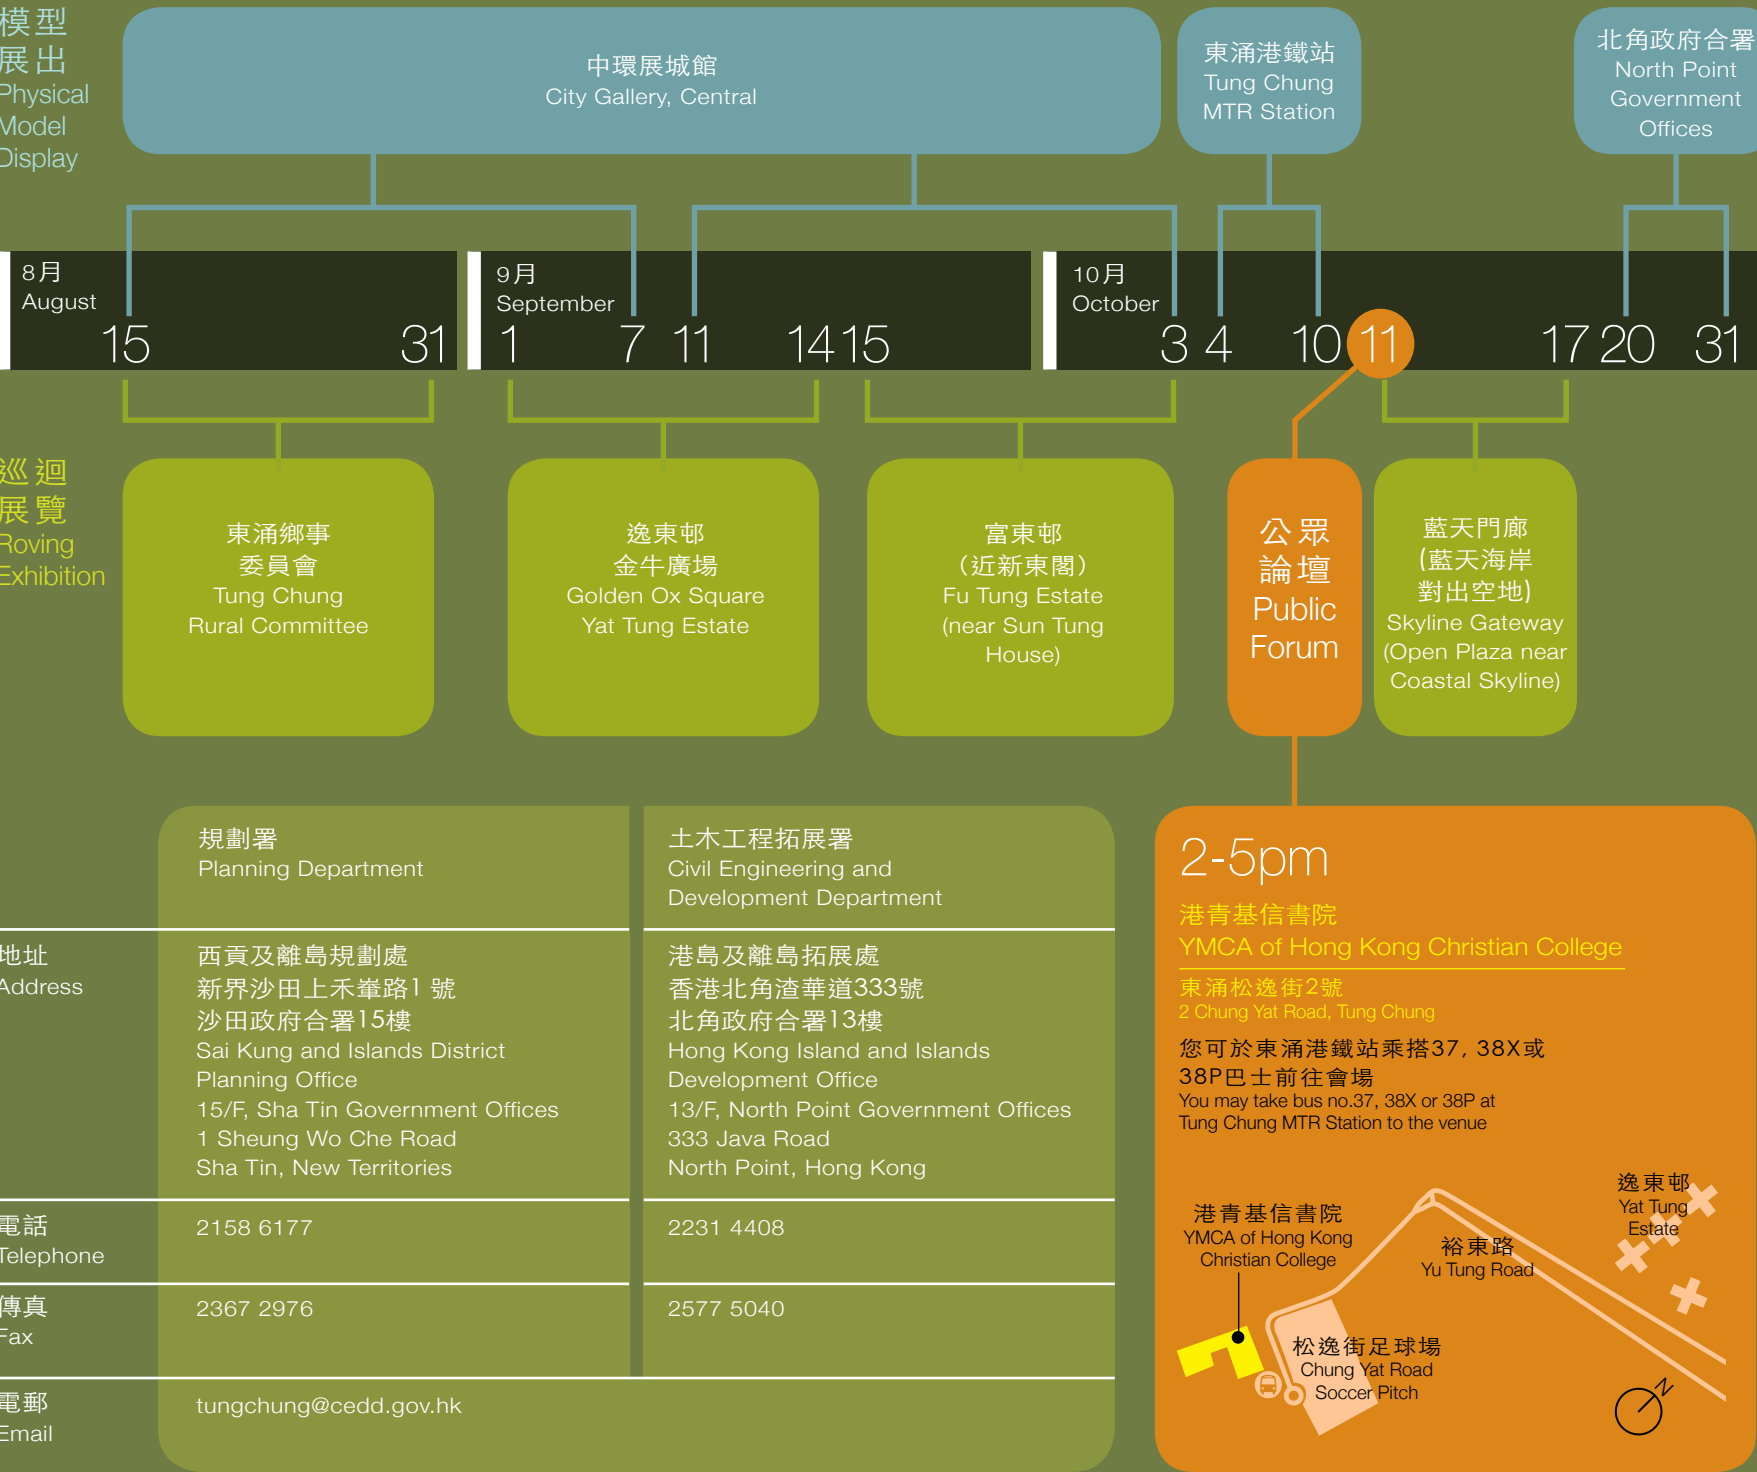 模型
展出
Physical
Model
Display
中環展城館
City Gallery, Central
東涌港鐵站
Tung Chung
MTR Station
北角政府合署
North Point
Government
Offices
8月
August
15
31
9月
September
1
7
11
14
15
10月
October
3
4
10
11
17
20
31
巡迴
展覽
Roving
Exhibition
東涌鄉事
委員會
Tung Chung
Rural Committee
逸東邨
金牛廣場
Golden Ox Square
Yat Tung Estate
富東邨
（近新東閣）
Fu Tung Estate
(near Sun Tung
House)
公眾
論壇
Public
Forum
藍天門廊
(藍天海岸
對出空地)
Skyline Gateway
(Open Plaza near
Coastal Skyline)
規劃署
Planning Department
土木工程拓展署
Civil Engineering and
Development Department
地址
Address
西貢及離島規劃處
新界沙田上禾輋路1 號
沙田政府合署15樓
Sai Kung and Islands District
Planning Office
15/F, Sha Tin Government Offices
1 Sheung Wo Che Road
Sha Tin, New Territories
港島及離島拓展處
香港北角渣華道333號
北角政府合署13樓
Hong Kong Island and Islands
Development Office
13/F, North Point Government Offices
333 Java Road
North Point, Hong Kong
電話
Telephone
2158 6177
2231 4408
傳真
Fax
2367 2976
2577 5040
電郵
Email
tungchung@cedd.gov.hk
2-5pm
港青基信書院
YMCA of Hong Kong Christian College
東涌松逸街2號
2 Chung Yat Road, Tung Chung
您可於東涌港鐵站乘搭37, 38X或
38P巴士前往會場
You may take bus no.37, 38X or 38P at
Tung Chung MTR Station to the venue
港青基信書院
YMCA of Hong Kong
Christian College
裕東路
Yu Tung Road
逸東邨
Yat Tung
Estate
松逸街足球場
Chung Yat Road
Soccer Pitch
N